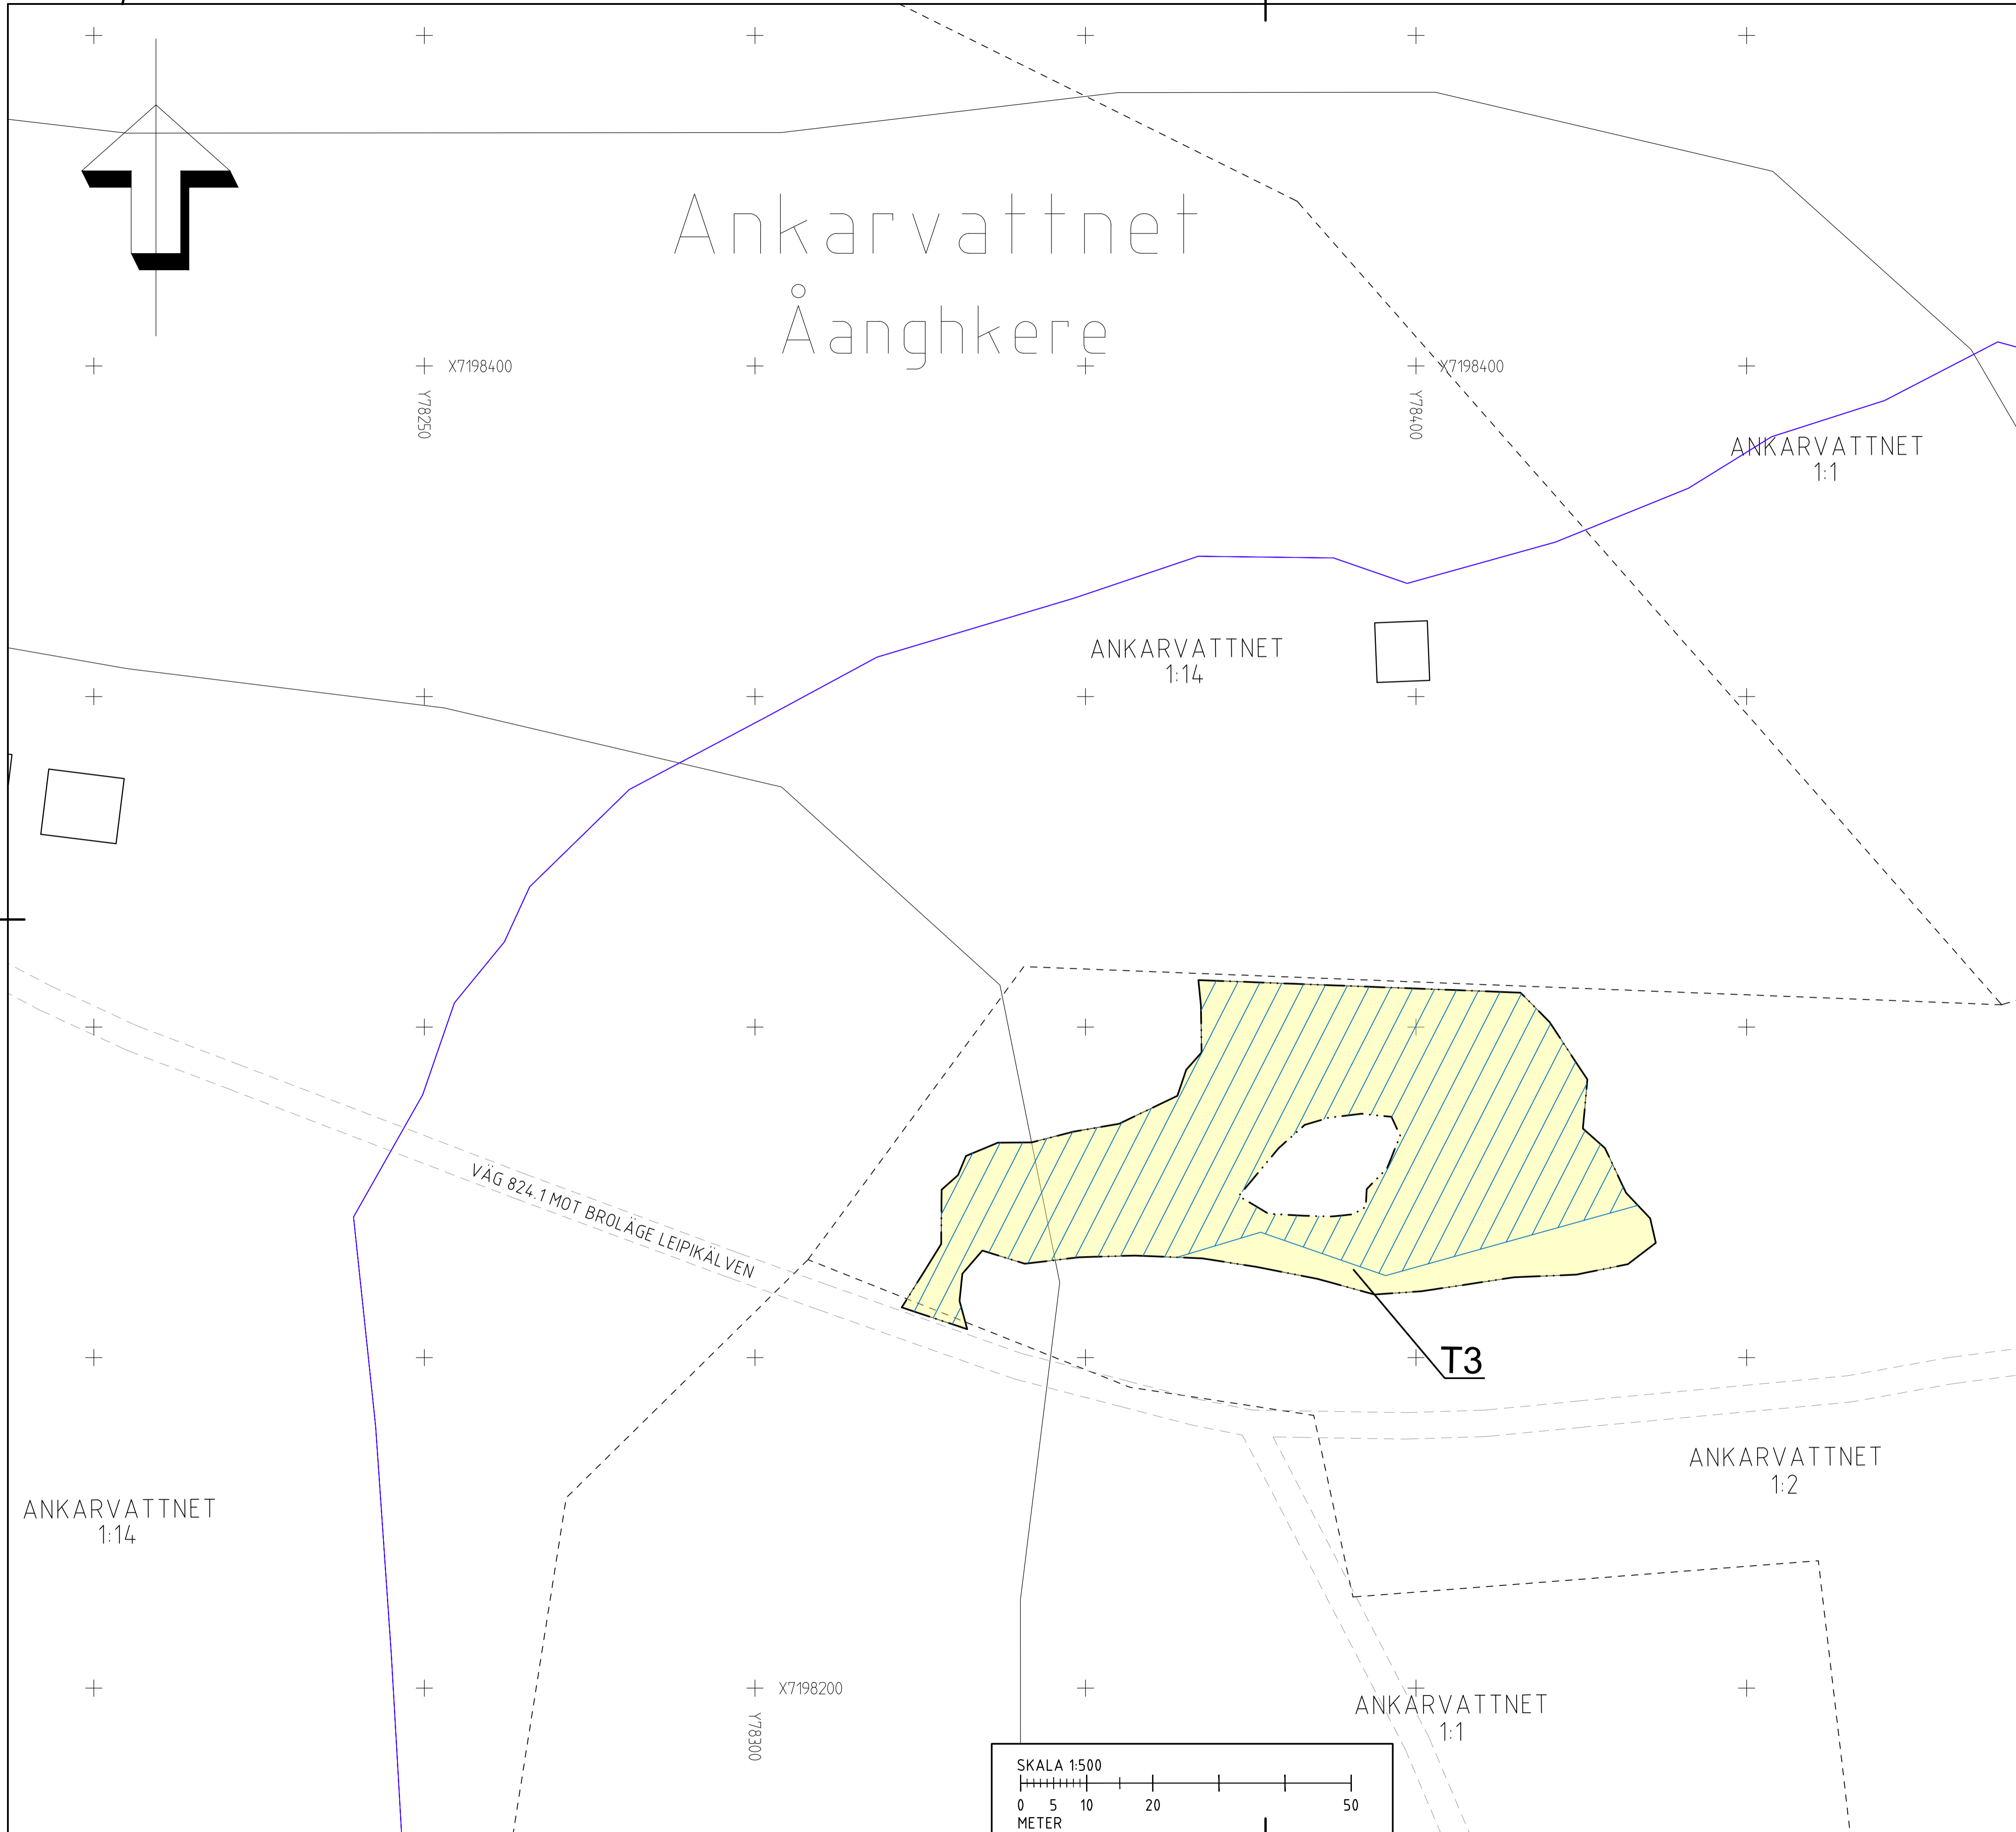 Ankarvattnet
Åanghkere
X7198400
X7198400
Y78250
Y78400
ANKARVATTNET
1:1
ANKARVATTNET
1:14
VÄG 824.1 MOT BROLÄGE LEIPIKÄLVEN
T3
ANKARVATTNET
1:2
ANKARVATTNET
1:14
X7198200
Y78300
ANKARVATTNET
1:1
SKALA 1:500
0 5 10 20 50
METER